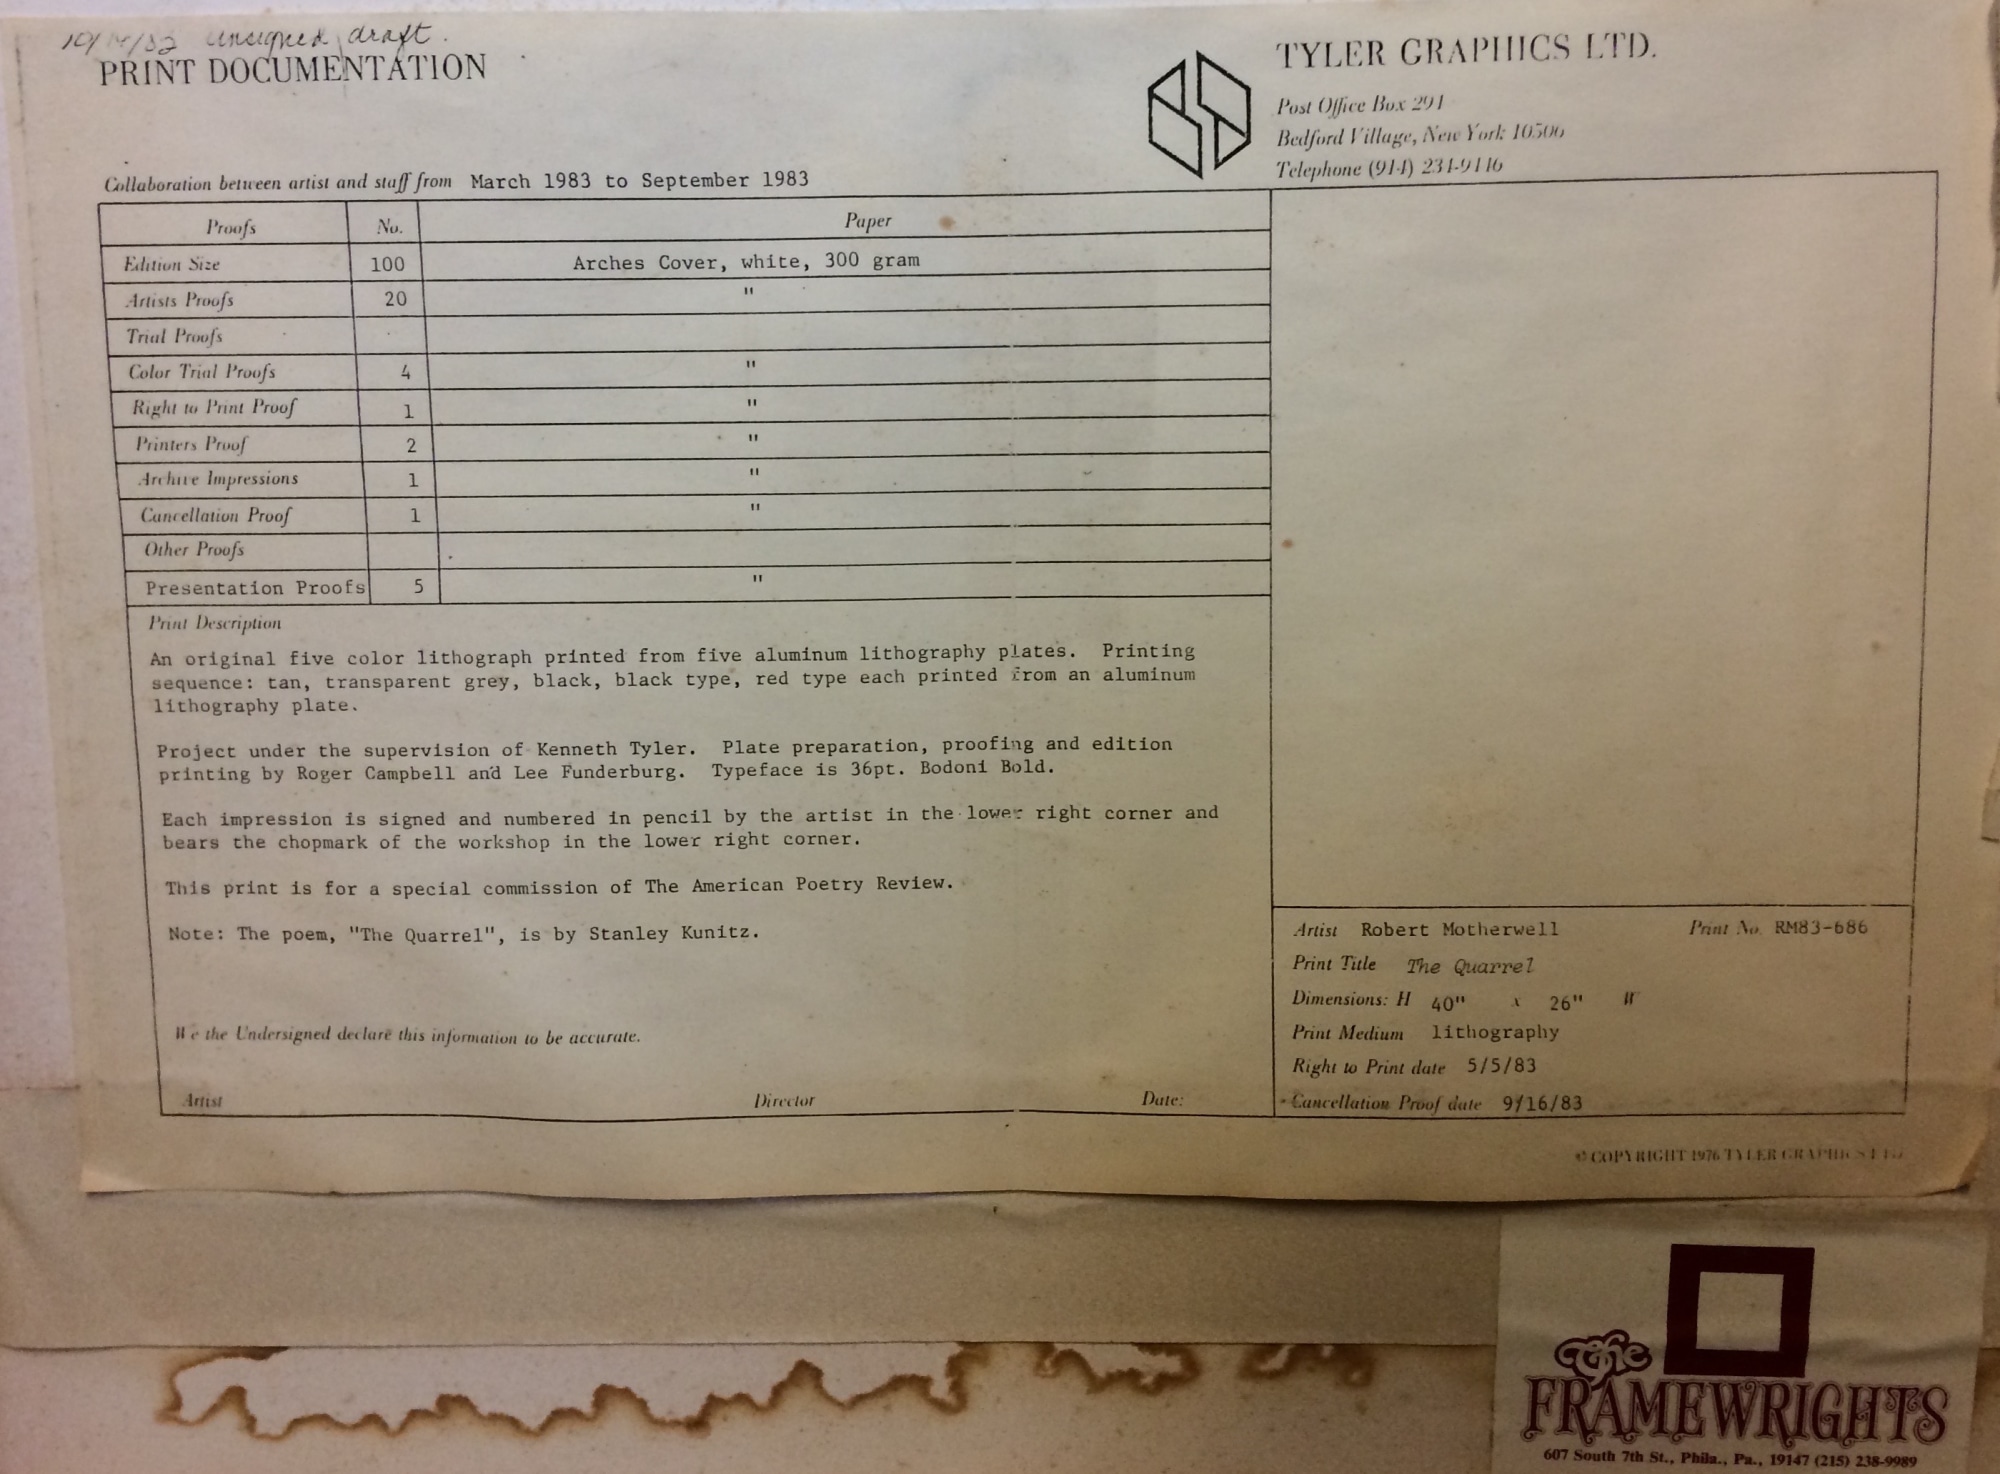 unsigned draft.
PRINT DOCUMENTATION
TYLER GRAPHICS LTD.
Post Office Box 291
Bedford Village, New York 10506
Telephone (914) 234-9446
Collaboration between artist and staff from March 1983 to September 1983
Proofs No. Paper
Edition Size 100 Arches Cover, white, 300 gram
Artists Proofs 20 "
Trial Proofs
Color Trial Proofs 4 "
Right to Print Proof 1 "
Printers Proof 2 "
Archive Impressions 1 "
Cancellation Proof 1 "
Other Proofs
Presentation Proofs 5 "
Print Description
An original five color lithograph printed from five aluminum lithography plates. Printing
sequence: tan, transparent grey, black, black type, red type each printed from an aluminum
lithography plate.
Project under the supervision of Kenneth Tyler. Plate preparation, proofing and edition
printing by Roger Campbell and Lee Funderburg. Typeface is 36pt. Bodoni Bold.
Each impression is signed and numbered in pencil by the artist in the lower right corner and
bears the chopmark of the workshop in the lower right corner.
This print is for a special commission of The American Poetry Review.
Note: The poem, "The Quarrel", is by Stanley Kunitz.
We the Undersigned declare this information to be accurate.
Artist Director Date:
Artist Robert Motherwell Print No. RM83-686
Print Title The Quarrel
Dimensions: H 40" x 26" W
Print Medium lithography
Right to Print date 5/5/83
Cancellation Proof date 9/16/83
© COPYRIGHT 1976 TYLER GRAPHICS LTD.
The
FRAMEWRIGHTS
607 South 7th St., Phila., Pa., 19147 (215) 238-9989